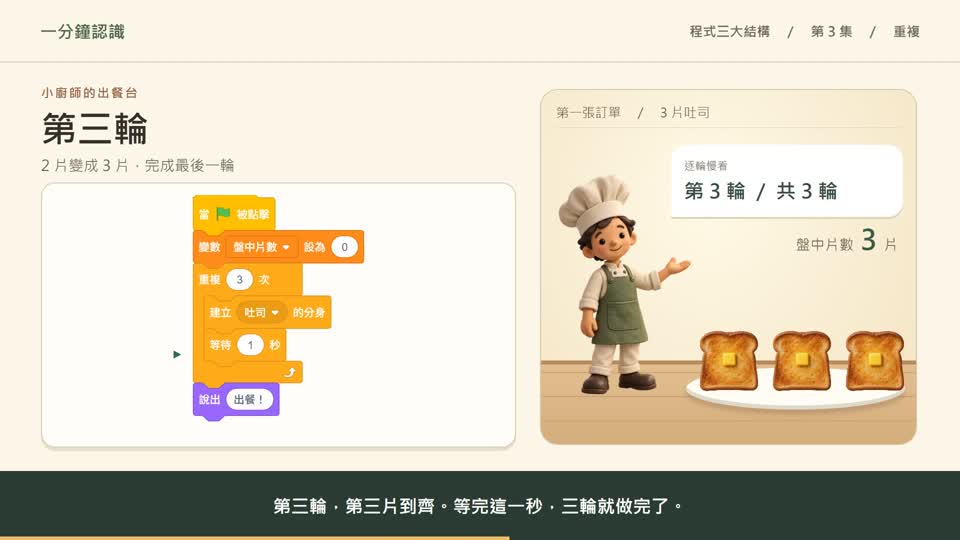 一分鐘認識
程式三大結構 / 第 3 集 / 重複
小廚師的出餐台
第三輪
2 片變成 3 片，完成最後一輪
當 被點擊
變數 盤中片數 設為 0
重複 3 次
建立 吐司 的分身
等待 1 秒
說出 出餐！
第一張訂單 / 3 片吐司
逐輪慢看
第 3 輪 / 共 3 輪
盤中片數 3 片
第三輪，第三片到齊。等完這一秒，三輪就做完了。